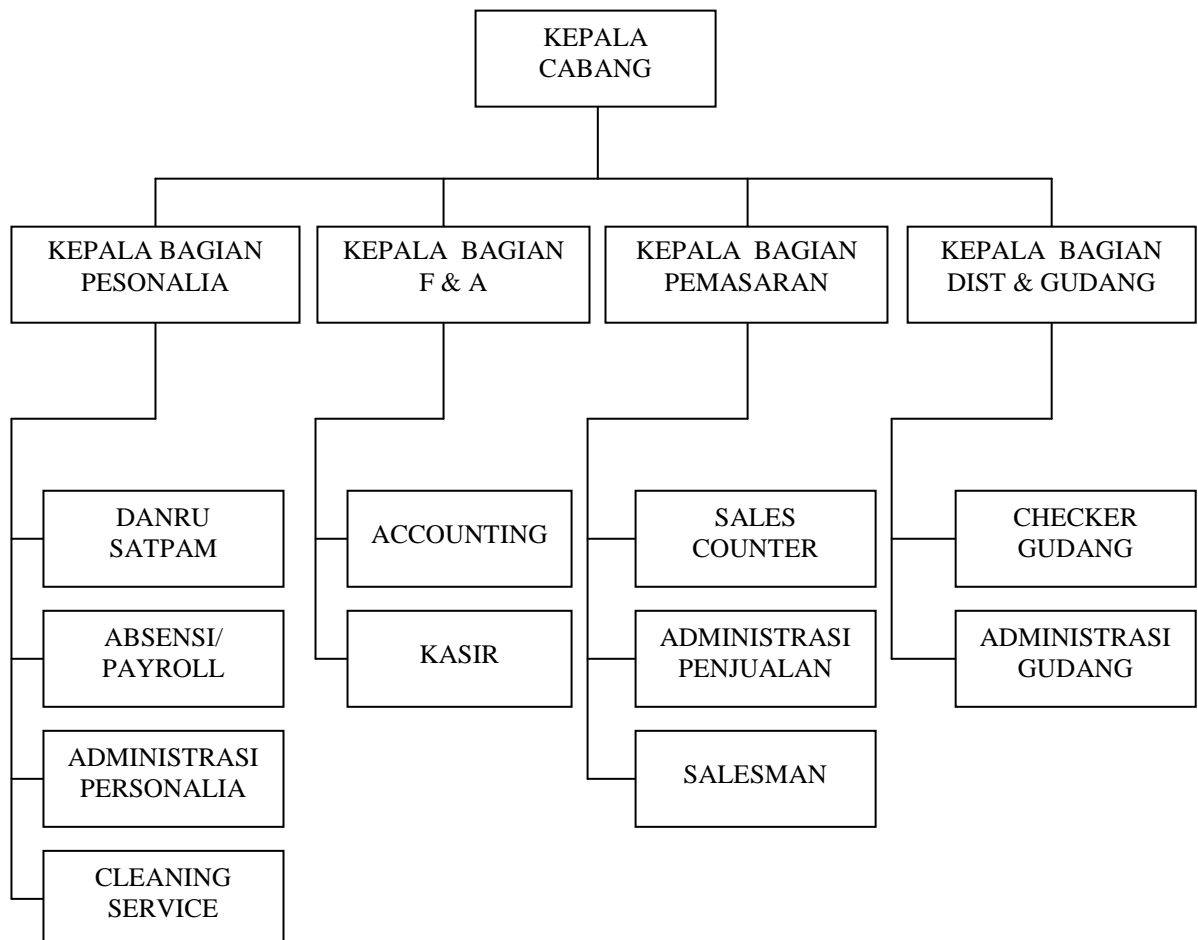 KEPALA
CABANG
KEPALA BAGIAN
PESONALIA
KEPALA BAGIAN
F & A
KEPALA BAGIAN
PEMASARAN
KEPALA BAGIAN
DIST & GUDANG
DANRU
SATPAM
ABSENSI/
PAYROLL
ADMINISTRASI
PERSONALIA
CLEANING
SERVICE
ACCOUNTING
KASIR
SALES
COUNTER
ADMINISTRASI
PENJUALAN
SALESMAN
CHECKER
GUDANG
ADMINISTRASI
GUDANG